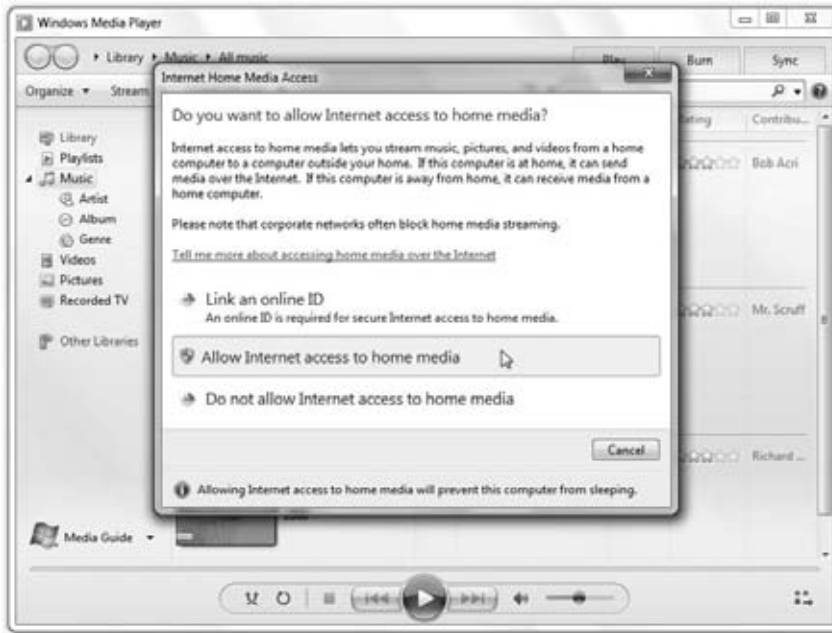 Windows Media Player
Library ▸ Music ▸ All music
Burn
Sync
Organize
Stream
Internet Home Media Access
Do you want to allow Internet access to home media?
Internet access to home media lets you stream music, pictures, and videos from a home
computer to a computer outside your home. If this computer is at home, it can send
media over the Internet. If this computer is away from home, it can receive media from a
home computer.
Please note that corporate networks often block home media streaming.
Tell me more about accessing home media over the Internet
Link an online ID
An online ID is required for secure Internet access to home media.
Allow Internet access to home media
Do not allow Internet access to home media
Cancel
Allowing Internet access to home media will prevent this computer from sleeping.
Library
Playlists
Music
Artist
Album
Genre
Videos
Pictures
Recorded TV
Other Libraries
Media Guide
Contribu...
Bob Acri
Mr. Scruff
Richard ...